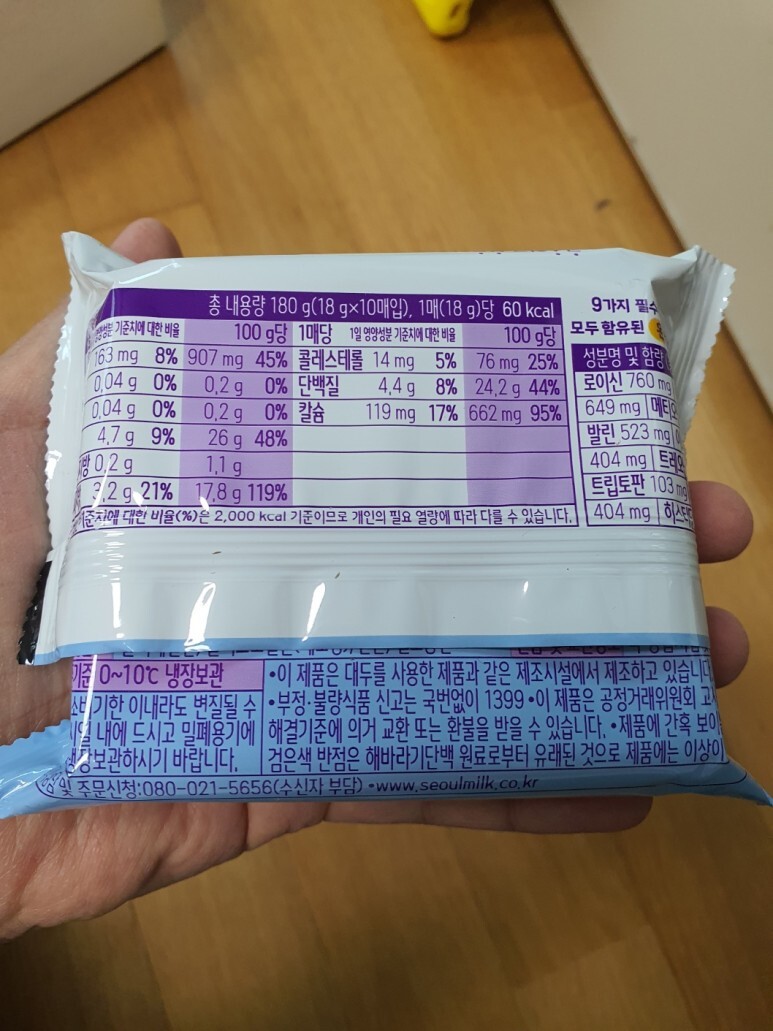 총 내용량 180 g(18 g×10매입), 1매(18 g)당 60 kcal
기준치에 대한 비율 100 g당 1매당 1일 영양성분 기준치에 대한 비율 100 g당
163 mg 8% 907 mg 45% 콜레스테롤 14 mg 5% 76 mg 25%
0,04 g 0% 0,2 g 0% 단백질 4,4 g 8% 24,2 g 44%
0,04 g 0% 0,2 g 0% 칼슘 119 mg 17% 662 mg 95%
4,7 g 9% 26 g 48%
0,2 g 1,1 g
3,2 g 21% 17,8 g 119%
대한 비율(%)은 2,000 kcal 기준이므로 개인의 필요 열량에 따라 다를 수 있습니다.
9가지
모두 함유된
성분명 및
로이신 760 mg
649 mg
발린 523 mg
404 mg
트립토판 103 mg
404 mg
0~10℃ 냉장보관
기한 이내라도 변질될 수
내에 드시고 밀폐용기에
하시기 바랍니다.
•이 제품은 대두를 사용한 제품과 같은 제조시설에서 제조하고
•부정·불량식품 신고는 국번없이 1399 •이 제품은 공정거래위원회
해결기준에 의거 교환 또는 환불을 받을 수 있습니다. •제품에 간혹
검은색 반점은 해바라기단백 원료로부터 유래된 것으로 제품에는
및 주문신청:080-021-5656(수신자 부담) •www.seoulmilk.co.kr